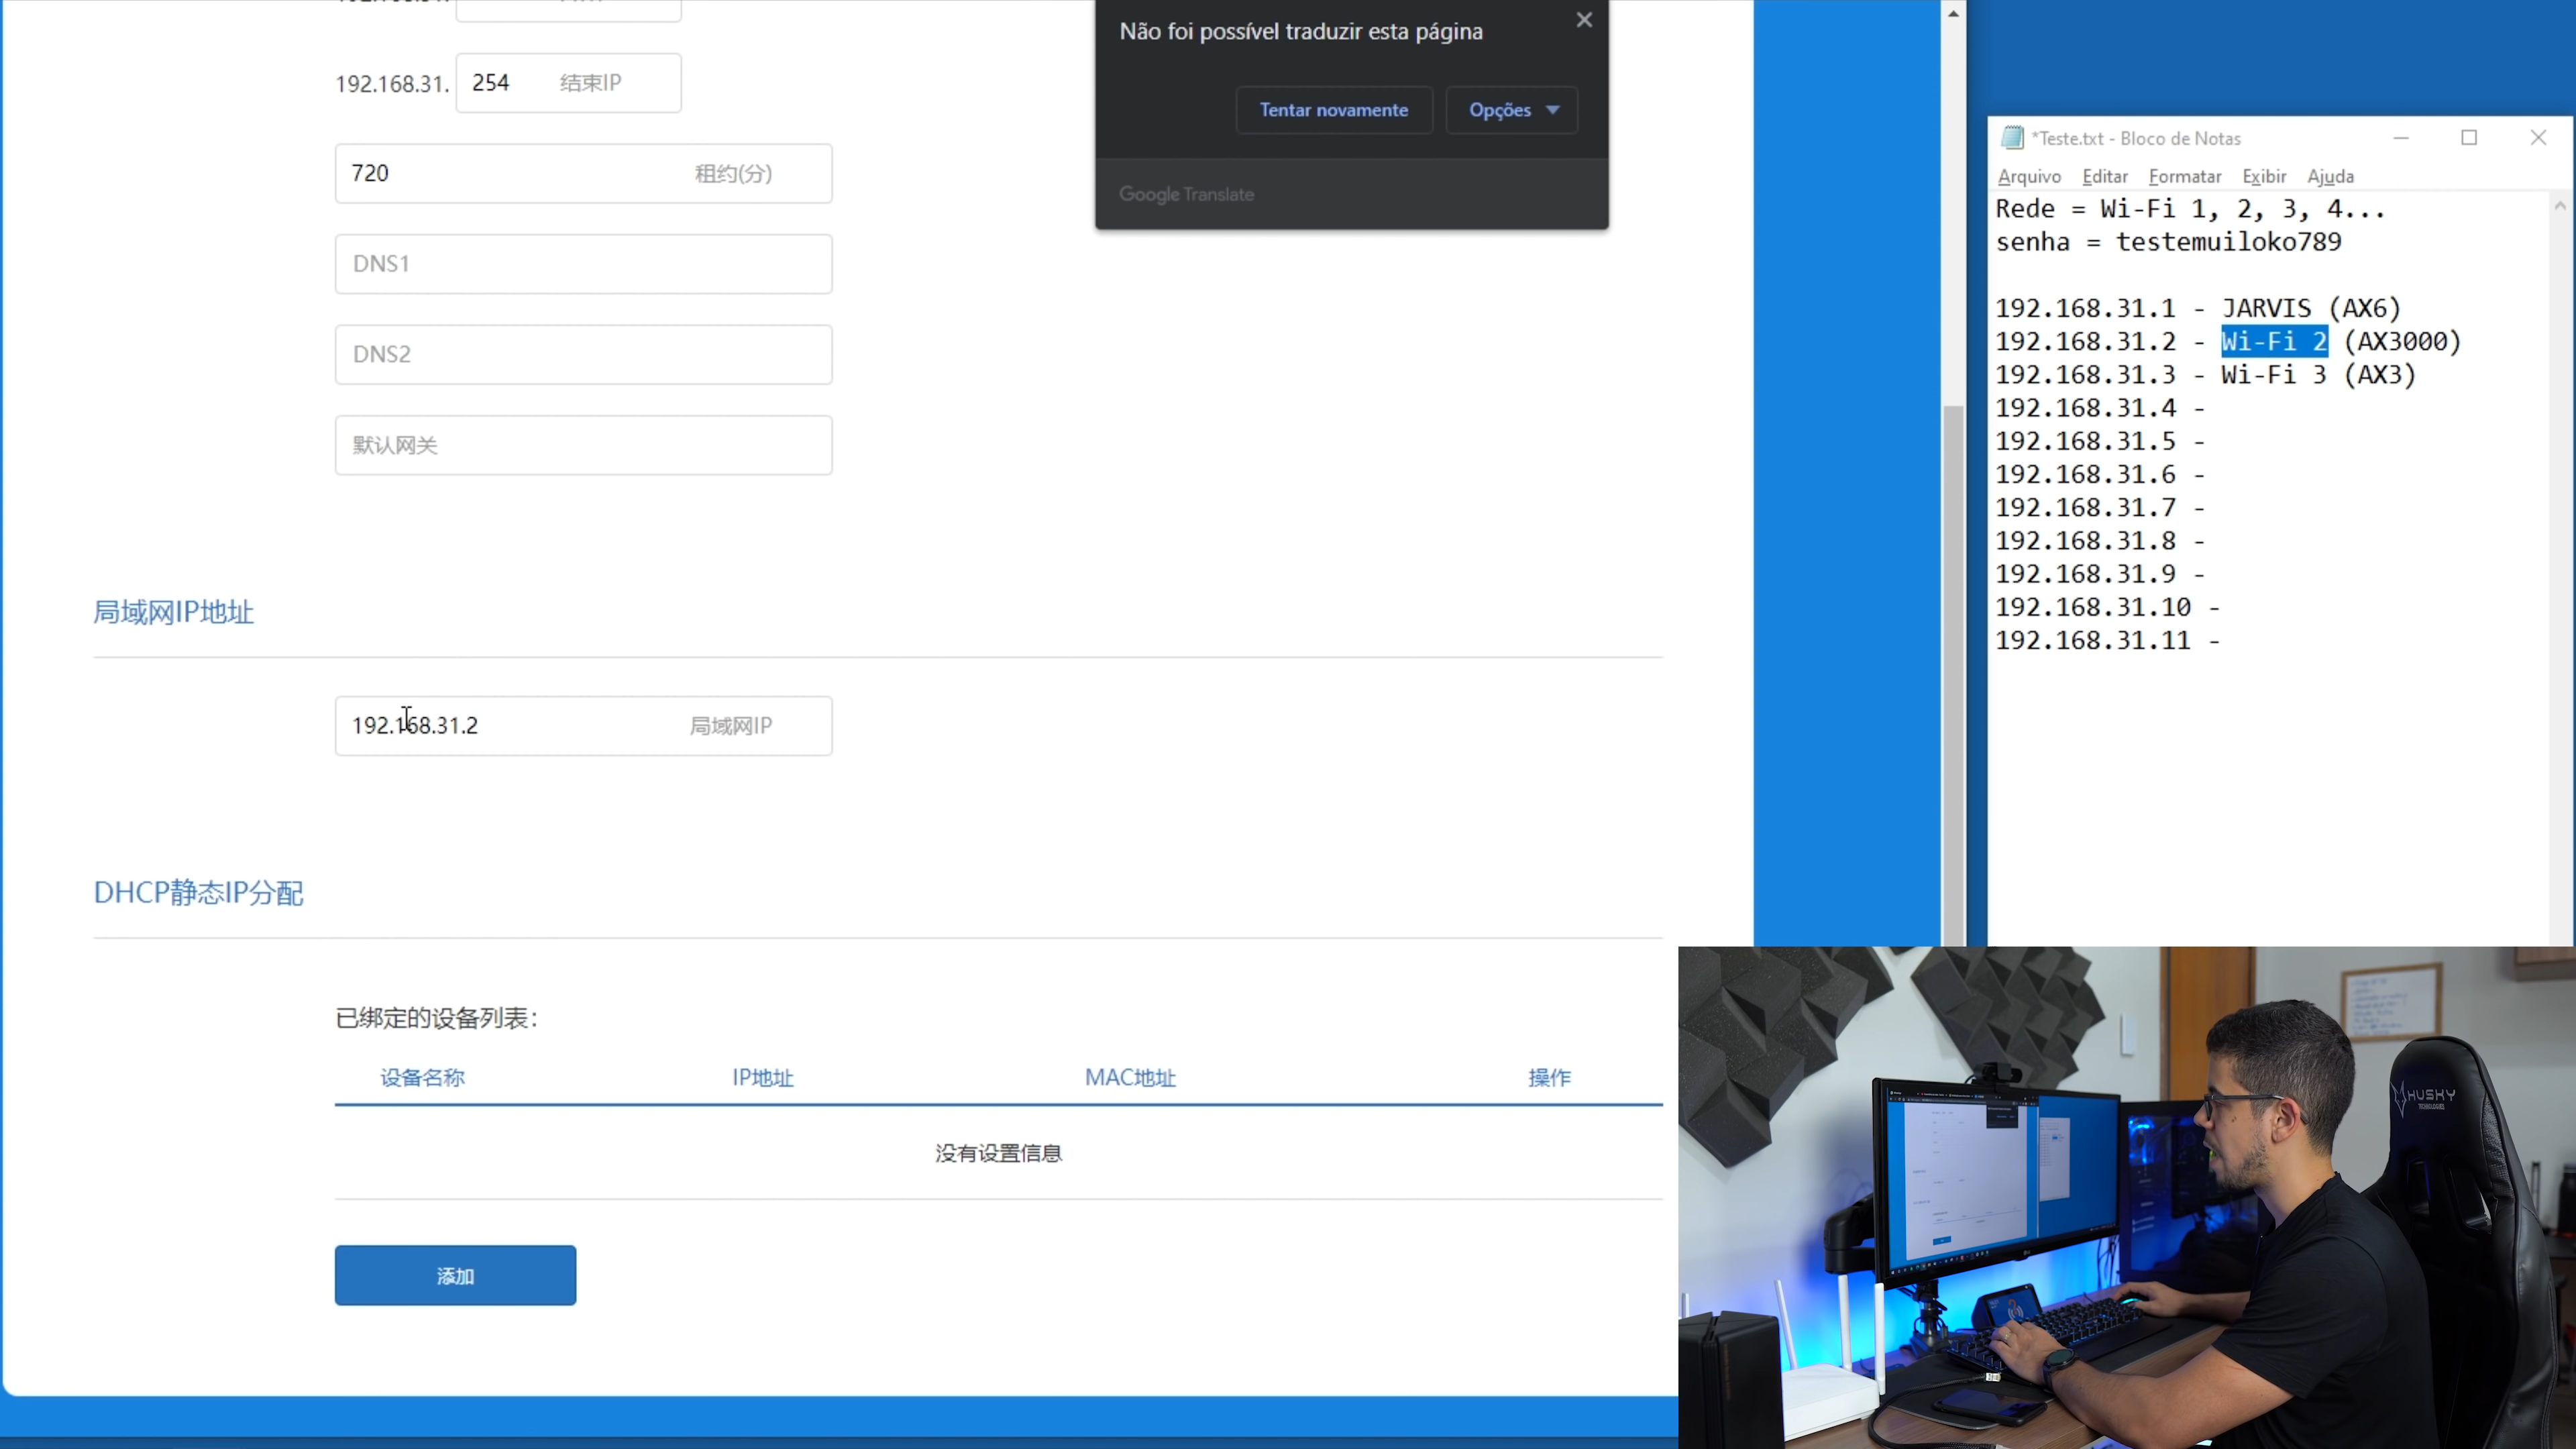 192.168.31.
254
结束IP
720
租约(分)
DNS1
DNS2
默认网关
局域网IP地址
192.168.31.2
局域网IP
DHCP静态IP分配
已绑定的设备列表：
设备名称
IP地址
MAC地址
操作
没有设置信息
添加
Não foi possível traduzir esta página
Tentar novamente
Opções
Google Translate
*Teste.txt - Bloco de Notas
Arquivo Editar Formatar Exibir Ajuda
Rede = Wi-Fi 1, 2, 3, 4...
senha = testemuiloko789
192.168.31.1 - JARVIS (AX6)
192.168.31.2 - Wi-Fi 2 (AX3000)
192.168.31.3 - Wi-Fi 3 (AX3)
192.168.31.4 -
192.168.31.5 -
192.168.31.6 -
192.168.31.7 -
192.168.31.8 -
192.168.31.9 -
192.168.31.10 -
192.168.31.11 -
HUSKY